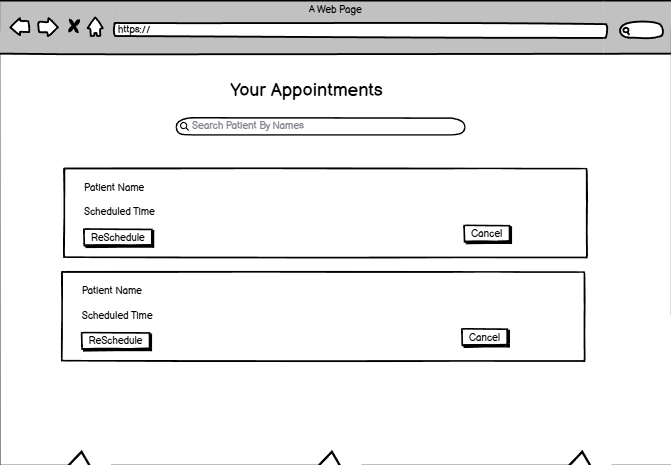 A Web Page
https://
Your Appointments
Search Patient By Names
Patient Name
Scheduled Time
ReSchedule
Cancel
Patient Name
Scheduled Time
ReSchedule
Cancel